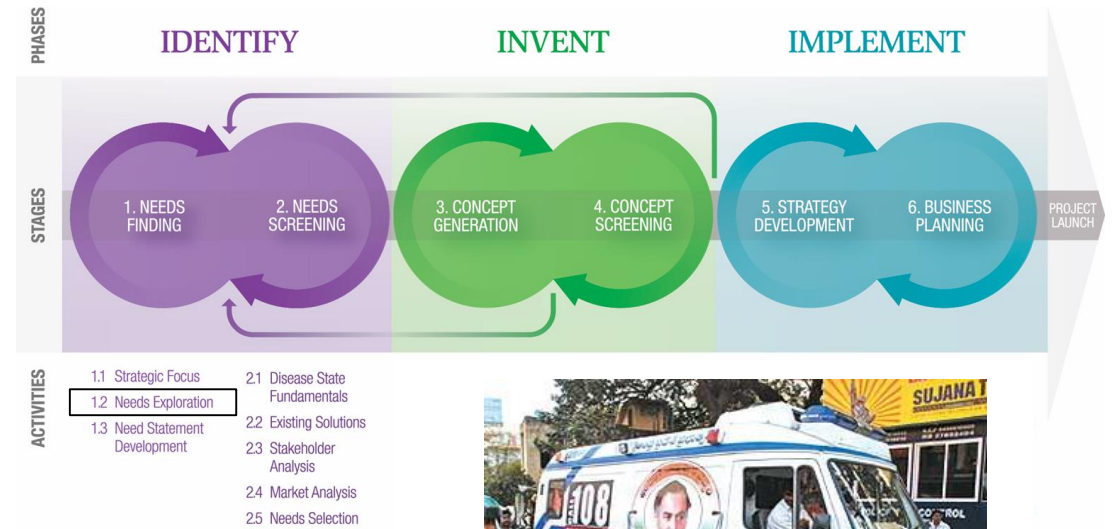 PHASES
IDENTIFY
INVENT
IMPLEMENT
STAGES
1. NEEDS
FINDING
2. NEEDS
SCREENING
3. CONCEPT
GENERATION
4. CONCEPT
SCREENING
5. STRATEGY
DEVELOPMENT
6. BUSINESS
PLANNING
PROJECT
LAUNCH
ACTIVITIES
1.1 Strategic Focus
1.2 Needs Exploration
1.3 Need Statement
Development
2.1 Disease State
Fundamentals
2.2 Existing Solutions
2.3 Stakeholder
Analysis
2.4 Market Analysis
2.5 Needs Selection
SUJANA
108